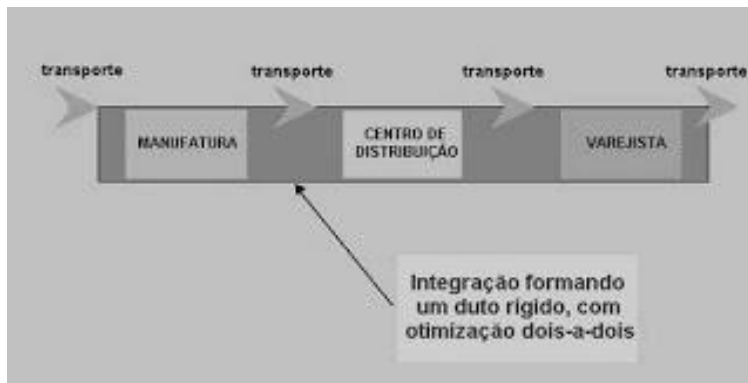 transporte transporte transporte transporte
MANUFATURA
CENTRO DE
DISTRIBUIÇÃO
VAREJISTA
Integração formando
um duto rígido, com
otimização dois-a-dois